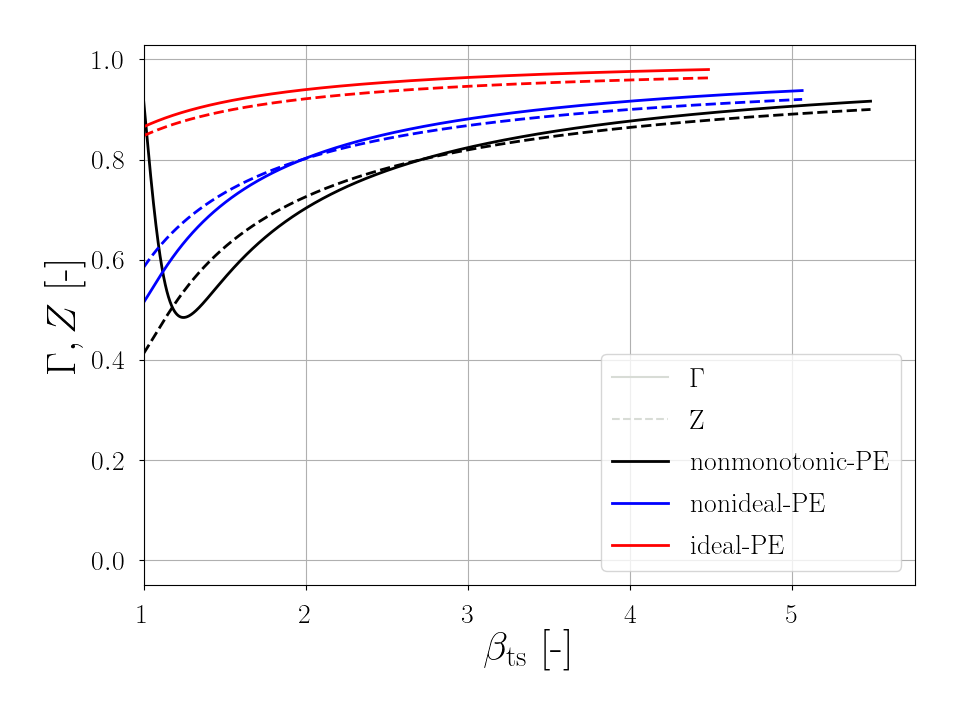 1.0
0.8
0.6
0.4
0.2
0.0
Γ, Z [-]
1 2 3 4 5
β_ts [-]
Γ
Z
nonmonotonic-PE
nonideal-PE
ideal-PE